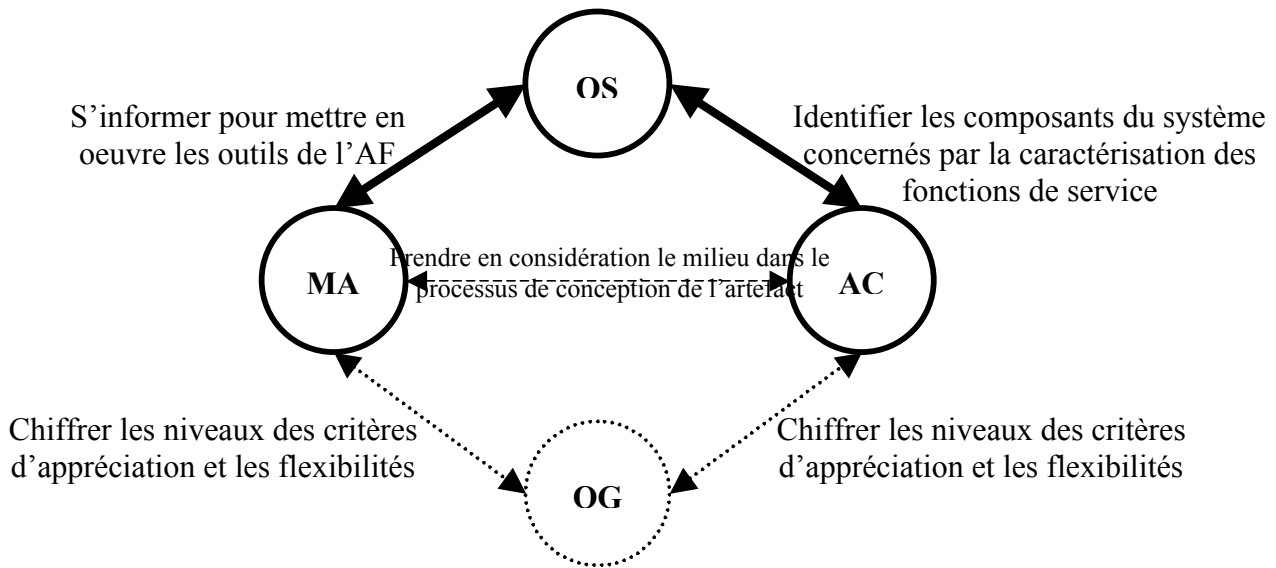 OS
S’informer pour mettre en
oeuvre les outils de l’AF
Identifier les composants du système
concernés par la caractérisation des
fonctions de service
MA
Prendre en considération le milieu dans le
processus de conception de l’artefact
AC
Chiffrer les niveaux des critères
d’appréciation et les flexibilités
OG
Chiffrer les niveaux des critères
d’appréciation et les flexibilités